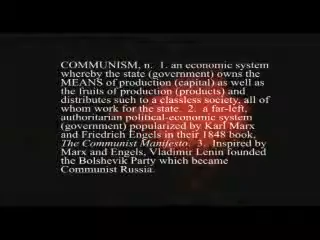 COMMUNISM, n.  1. an economic system
whereby the state (government) owns the
MEANS of production (capital) as well as
the fruits of production (products) and
distributes such to a classless society, all of
whom work for the state.  2.  a far-left,
authoritarian political-economic system
(government) popularized by Karl Marx
and Friedrich Engels in their 1848 book,
The Communist Manifesto.  3.  Inspired by
Marx and Engels, Vladimir Lenin founded
the Bolshevik Party which became
Communist Russia.